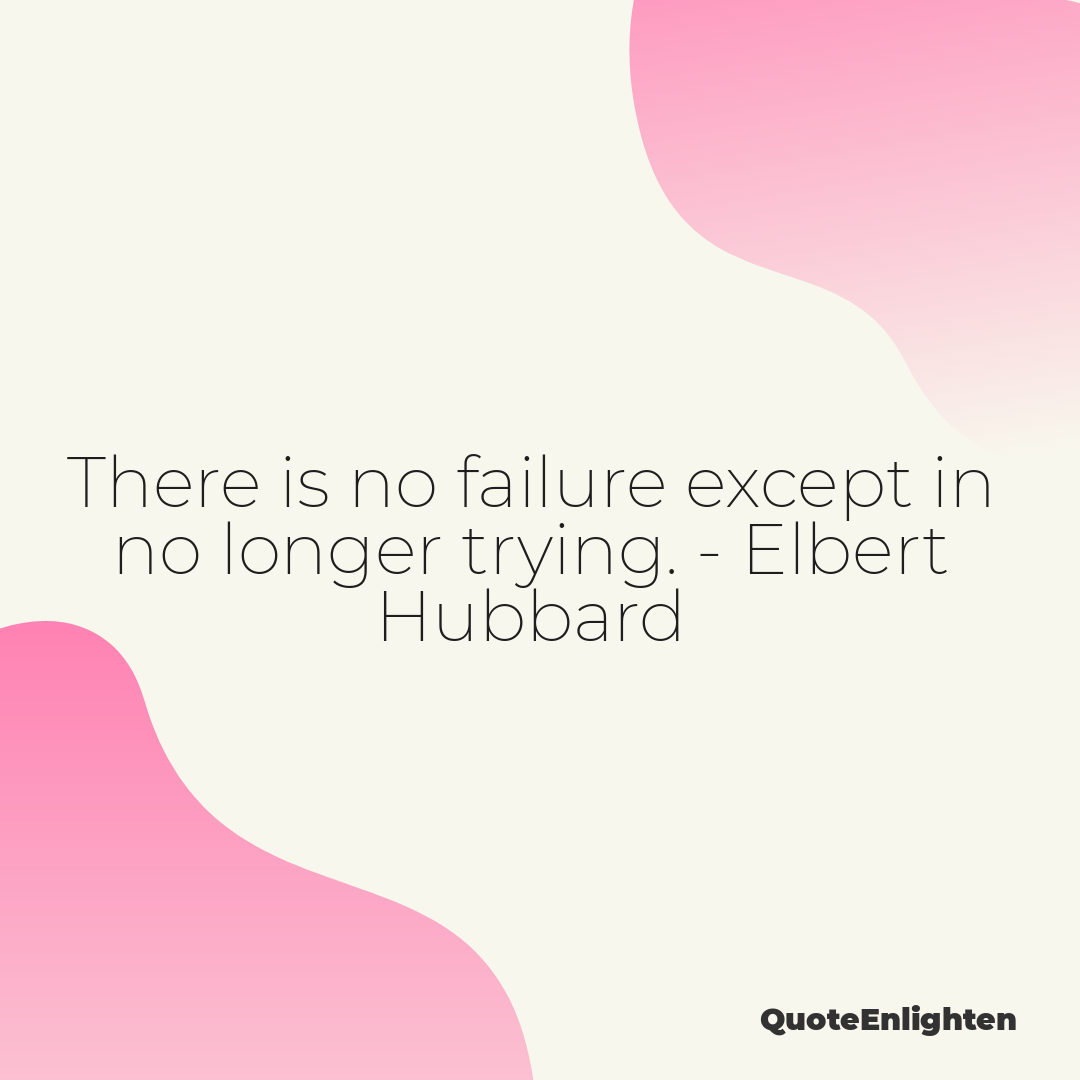 There is no failure except in
no longer trying. - Elbert
Hubbard
QuoteEnlighten